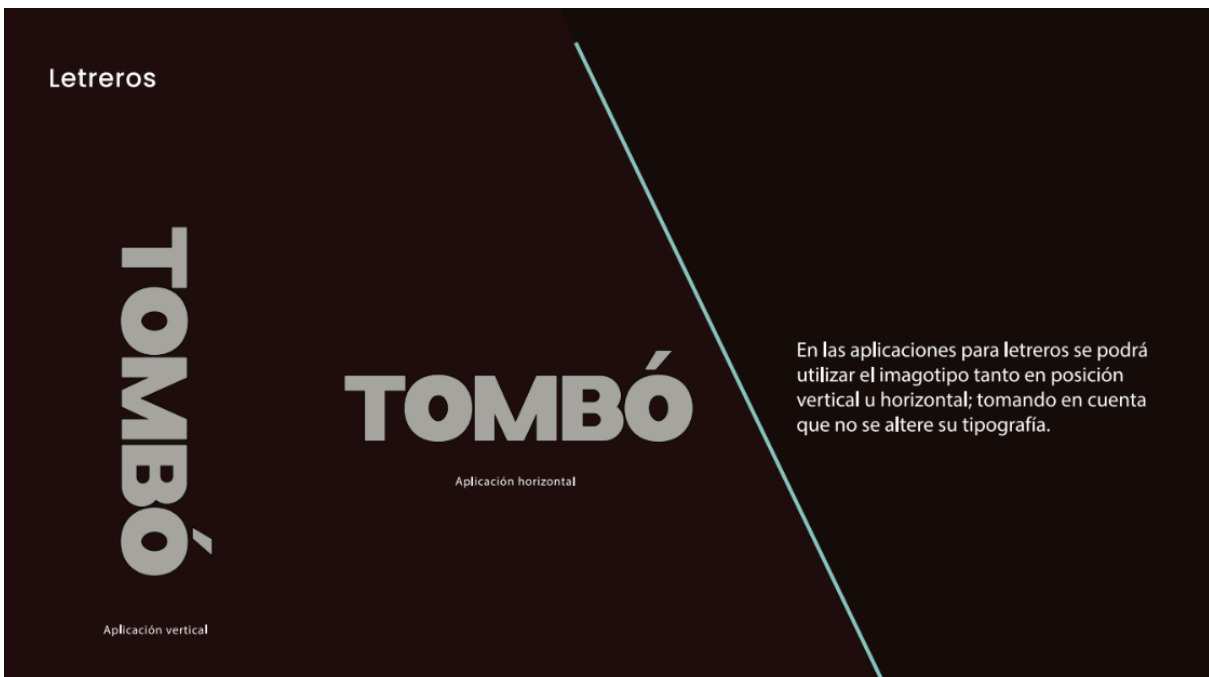 Letreros
TOMBÓ
Aplicación vertical
TOMBÓ
Aplicación horizontal
En las aplicaciones para letreros se podrá
utilizar el imagotipo tanto en posición
vertical u horizontal; tomando en cuenta
que no se altere su tipografía.